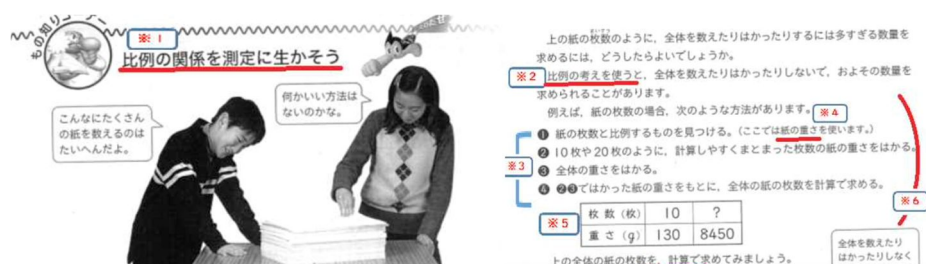 もの知りコーナー
※1
比例の関係を測定に生かそう
こんなにたくさん
の紙を数えるのは
たいへんだよ。
何かいい方法は
ないのかな。
上の紙の枚数のように，全体を数えたりはかったりするには多すぎる数量を
求めるには，どうしたらよいでしょうか。
※2 比例の考えを使うと，全体を数えたりはかったりしないで，およその数量を
求められることがあります。
例えば，紙の枚数の場合，次のような方法があります。 ※4
※3
❶ 紙の枚数と比例するものを見つける。（ここでは紙の重さを使います。）
❷ 10枚や20枚のように，計算しやすくまとまった枚数の紙の重さをはかる。
❸ 全体の重さをはかる。
❹ ❷❸ではかった紙の重さをもとに，全体の紙の枚数を計算で求める。
※6
※5
枚数（枚） 10 ?
重さ（g） 130 8450
上の全体の紙の枚数を，計算で求めてみましょう。
全体を数えたり
はかったりしなく